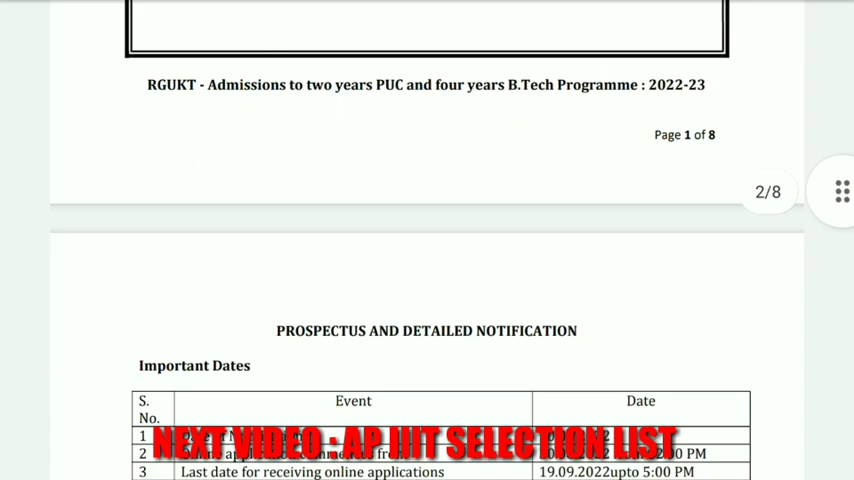 RGUKT - Admissions to two years PUC and four years B.Tech Programme : 2022-23
Page 1 of 8
2/8
PROSPECTUS AND DETAILED NOTIFICATION
Important Dates
S. No. Event Date
1
NEXT VIDEO : AP IIIT SELECTION LIST
2
3 Last date for receiving online applications 19.09.2022upto 5:00 PM